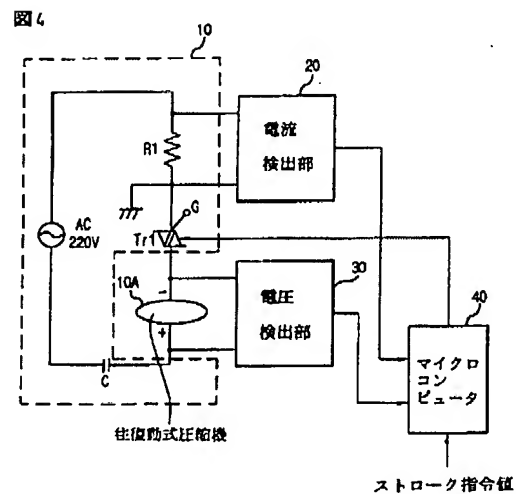 図4
10
20
電流
検出部
R1
G
AC
220V
Tr1
30
10A
−
電圧
検出部
40
+
マイクロ
コン
ピュータ
C
往復動式圧縮機
ストローク指令値